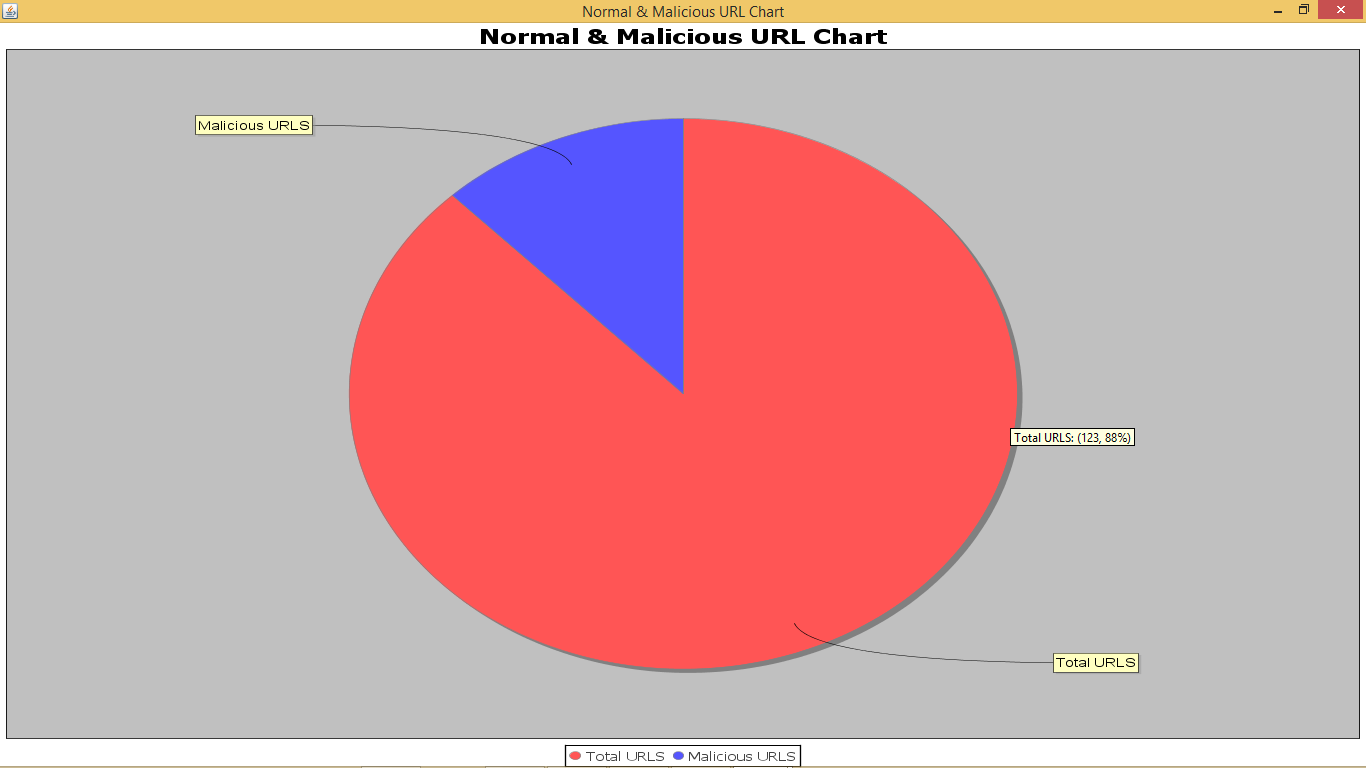 Normal & Malicious URL Chart
Normal & Malicious URL Chart
Malicious URLS
Total URLS: (123, 88%)
Total URLS
Total URLS Malicious URLS